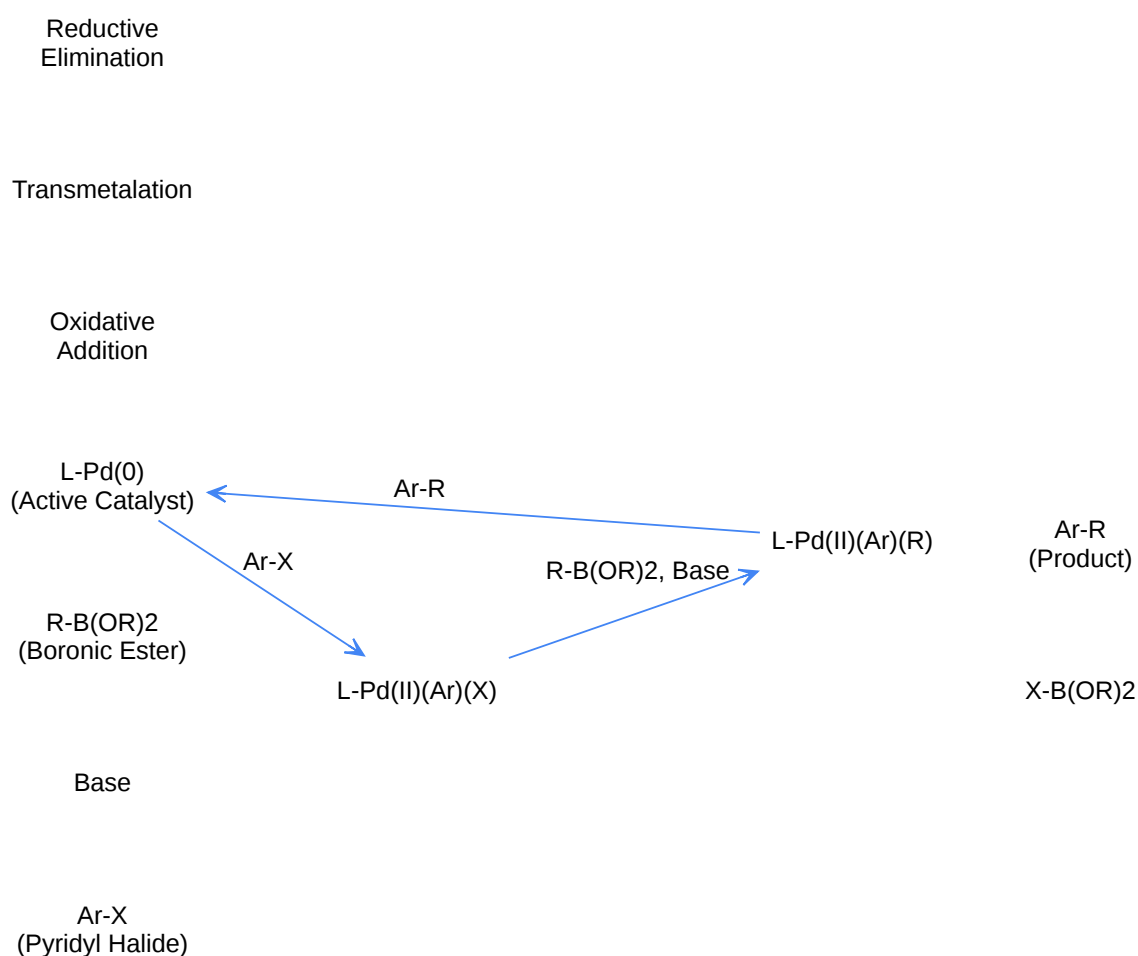 Reductive
Elimination
Transmetalation
Oxidative
Addition
L-Pd(0)
(Active Catalyst)
Ar-R
L-Pd(II)(Ar)(R)
Ar-R
(Product)
Ar-X
R-B(OR)2, Base
R-B(OR)2
(Boronic Ester)
L-Pd(II)(Ar)(X)
X-B(OR)2
Base
Ar-X
(Pyridyl Halide)